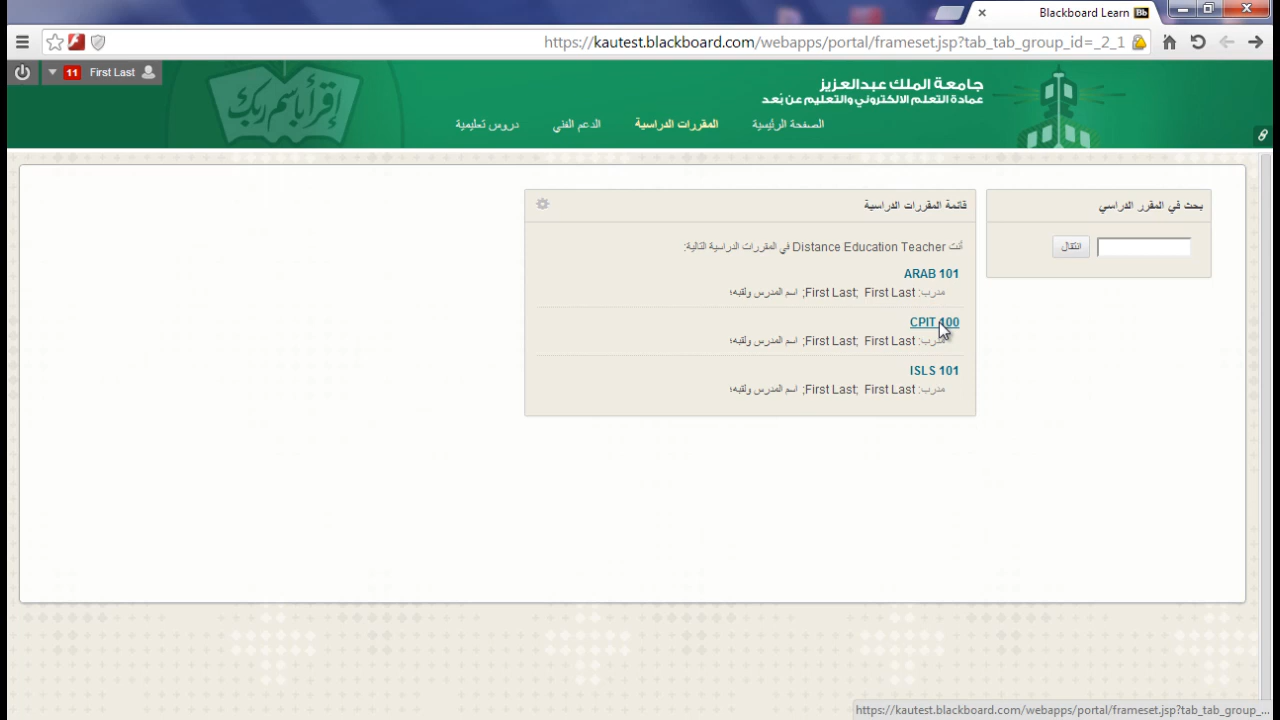 Blackboard Learn
https://kautest.blackboard.com/webapps/portal/frameset.jsp?tab_tab_group_id=_2_1
11 First Last
جامعة الملك عبدالعزيز
عمادة التعلم الالكتروني والتعليم عن بُعد
اقرأ باسم ربك
الصفحة الرئيسية
المقررات الدراسية
الدعم الفني
دروس تعليمية
بحث في المقرر الدراسي
انتقال
قائمة المقررات الدراسية
أنت Distance Education Teacher في المقررات الدراسية التالية:
ARAB 101
مدرب: First Last; First Last; اسم المدرس ولقبه؛
CPIT 100
مدرب: First Last; First Last; اسم المدرس ولقبه؛
ISLS 101
مدرب: First Last; First Last; اسم المدرس ولقبه؛
https://kautest.blackboard.com/webapps/portal/frameset.jsp?tab_tab_group_...